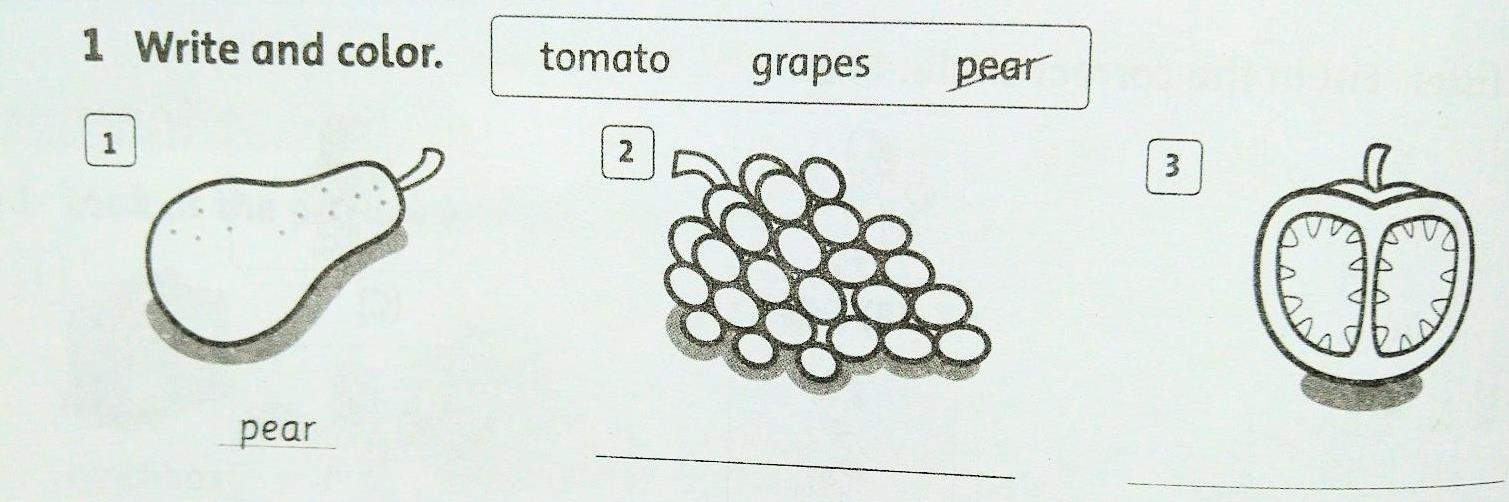 1 Write and color.
tomato grapes pear
1
2
3
pear